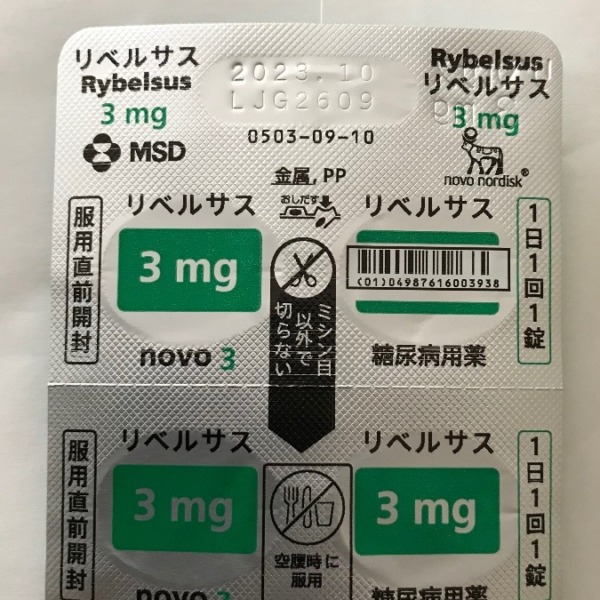 リベルサス
Rybelsus
3 mg
MSD
2023.10
LJG2609
0503-09-10
Rybelsus
リベルサス
3 mg
novo nordisk®
金属,PP
おしだす
リベルサス
3 mg
novo 3
リベルサス
(01)04987616003938
糖尿病用薬
服用直前開封
1日1回1錠
ミシン目
以外で
切らない
リベルサス
3 mg
novo 3
リベルサス
3 mg
糖尿病用薬
服用直前開封
1日1回1錠
空腹時に
服用